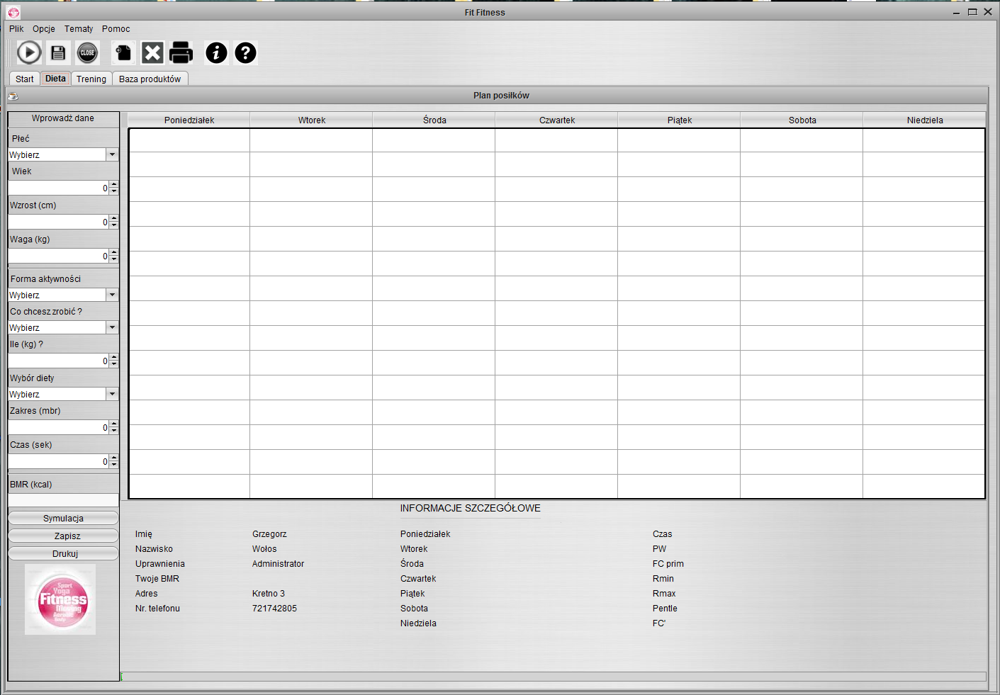 Fit Fitness
Plik Opcje Tematy Pomoc
CLOSE
Start Dieta Trening Baza produktów
Plan posiłków
Wprowadź dane
Płeć
Wybierz
Wiek
0
Wzrost (cm)
0
Waga (kg)
0
Forma aktywności
Wybierz
Co chcesz zrobić ?
Wybierz
Ile (kg) ?
0
Wybór diety
Wybierz
Zakres (mbr)
0
Czas (sek)
0
BMR (kcal)
Symulacja
Zapisz
Drukuj
Sport
Yoga
Fitness
Moving
Aerobic
Body
Poniedziałek Wtorek Środa Czwartek Piątek Sobota Niedziela
INFORMACJE SZCZEGÓŁOWE
Imię Grzegorz Poniedziałek Czas
Nazwisko Wołos Wtorek PW
Uprawnienia Administrator Środa FC prim
Twoje BMR Czwartek Rmin
Adres Kretno 3 Piątek Rmax
Nr. telefonu 721742805 Sobota Pentle
Niedziela FC'